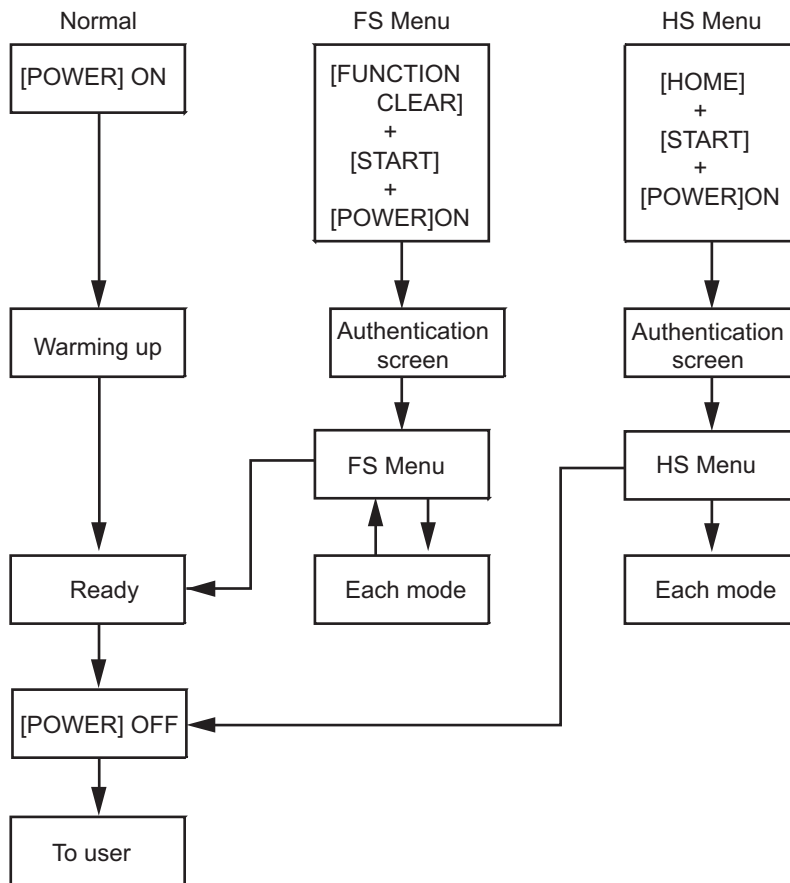 Normal
FS Menu
HS Menu
[POWER] ON
[FUNCTION
CLEAR]
+
[START]
+
[POWER]ON
[HOME]
+
[START]
+
[POWER]ON
Warming up
Authentication
screen
Authentication
screen
FS Menu
HS Menu
Ready
Each mode
Each mode
[POWER] OFF
To user